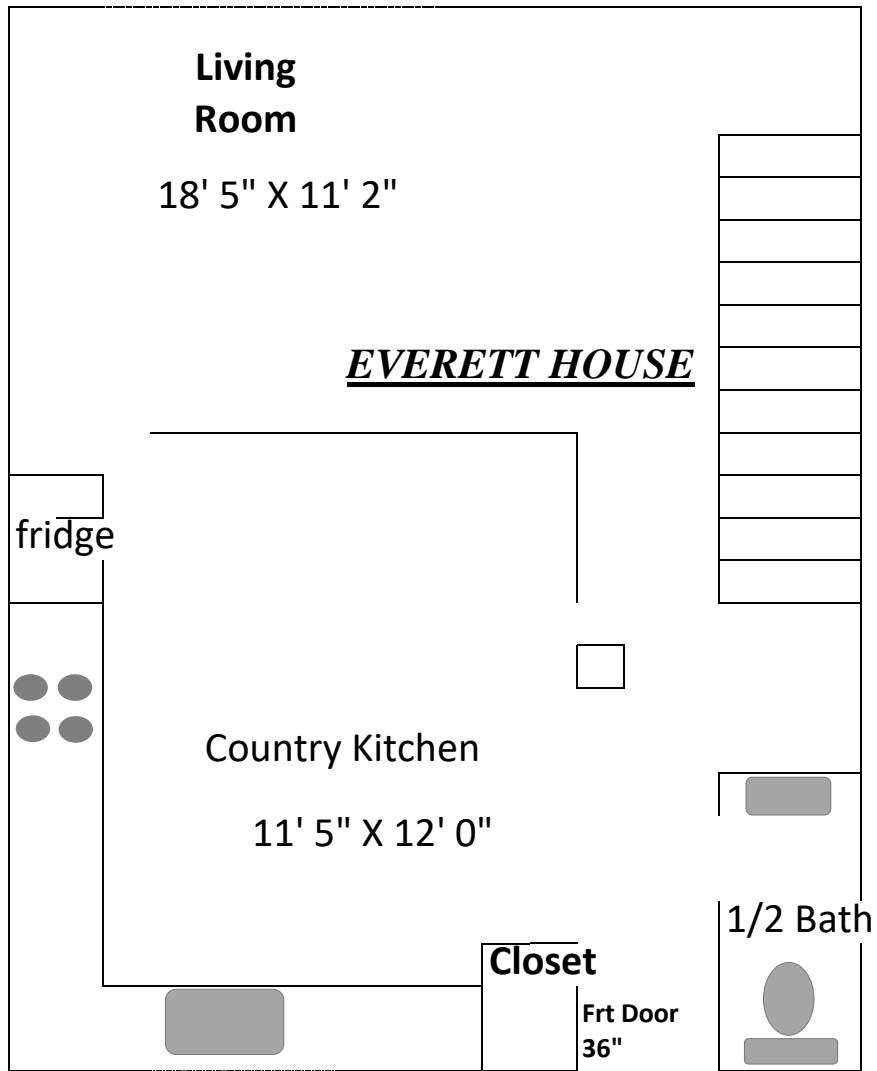 Living
Room
18' 5" X 11' 2"
EVERETT HOUSE
fridge
Country Kitchen
11' 5" X 12' 0"
1/2 Bath
Closet
Frt Door
36"